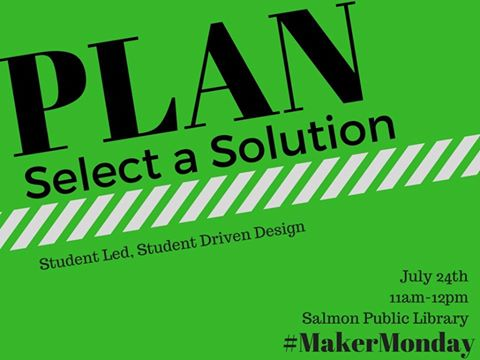 PLAN
Select a Solution
Student Led, Student Driven Design
July 24th
11am-12pm
Salmon Public Library
#MakerMonday